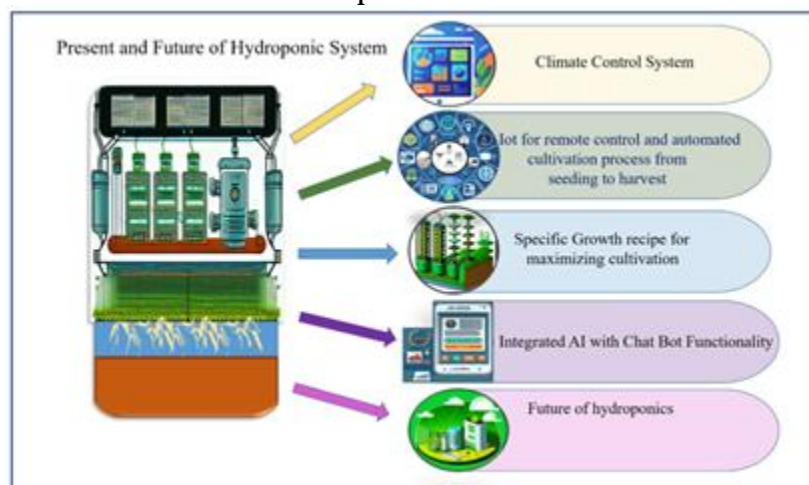 Present and Future of Hydroponic System
Climate Control System
Iot for remote control and automated
cultivation process from
seeding to harvest
Specific Growth recipe for
maximizing cultivation
Integrated AI with Chat Bot Functionality
Future of hydroponics